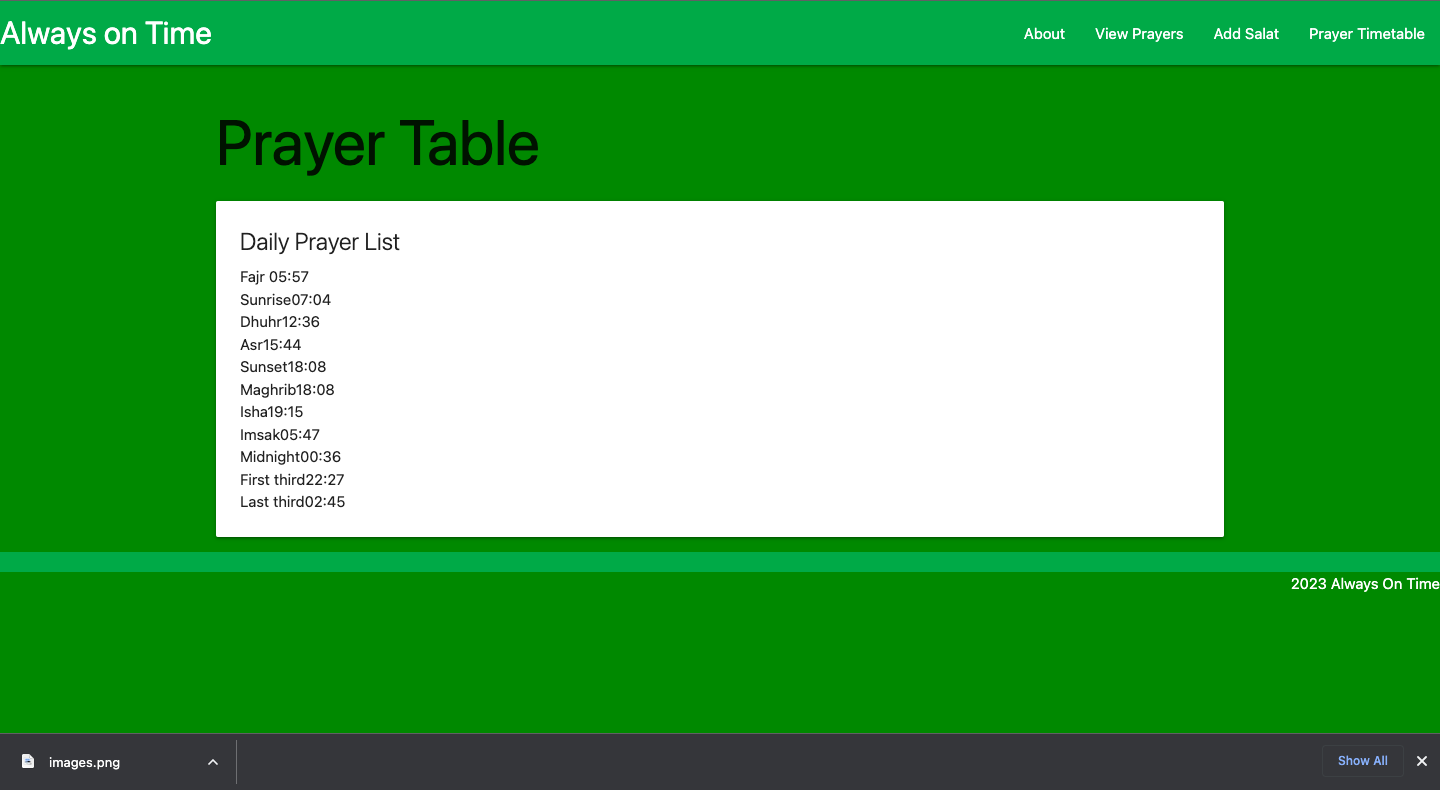 Always on Time
About View Prayers Add Salat Prayer Timetable
Prayer Table
Daily Prayer List
Fajr 05:57
Sunrise07:04
Dhuhr12:36
Asr15:44
Sunset18:08
Maghrib18:08
Isha19:15
Imsak05:47
Midnight00:36
First third22:27
Last third02:45
2023 Always On Time
images.png Show All